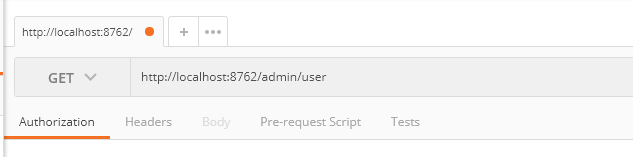 http://localhost:8762/
GET http://localhost:8762/admin/user
Authorization Headers Body Pre-request Script Tests